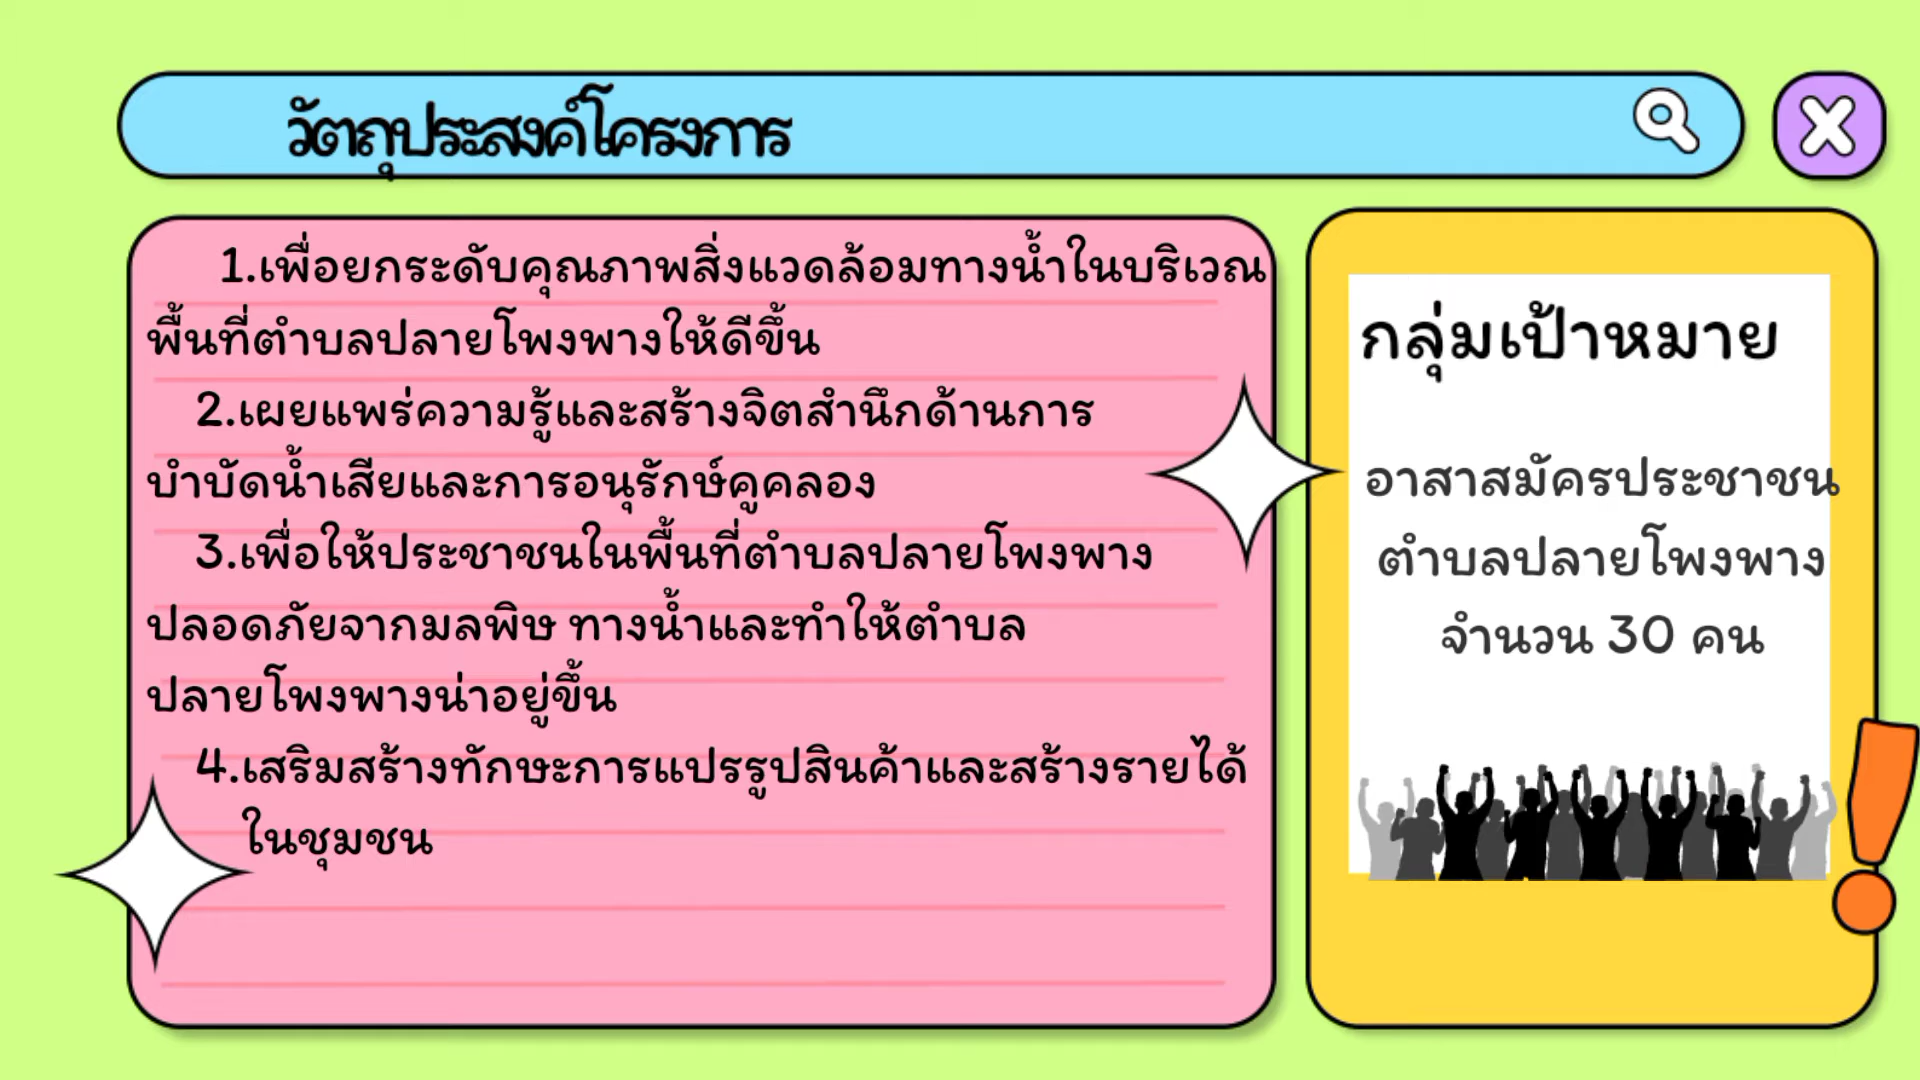 วัตถุประสงค์โครงการ
1.เพื่อยกระดับคุณภาพสิ่งแวดล้อมทางน้ำในบริเวณ
พื้นที่ตำบลปลายโพงพางให้ดีขึ้น
2.เผยแพร่ความรู้และสร้างจิตสำนึกด้านการ
บำบัดน้ำเสียและการอนุรักษ์คูคลอง
3.เพื่อให้ประชาชนในพื้นที่ตำบลปลายโพงพาง
ปลอดภัยจากมลพิษ ทางน้ำและทำให้ตำบล
ปลายโพงพางน่าอยู่ขึ้น
4.เสริมสร้างทักษะการแปรรูปสินค้าและสร้างรายได้
ในชุมชน
กลุ่มเป้าหมาย
อาสาสมัครประชาชน
ตำบลปลายโพงพาง
จำนวน 30 คน